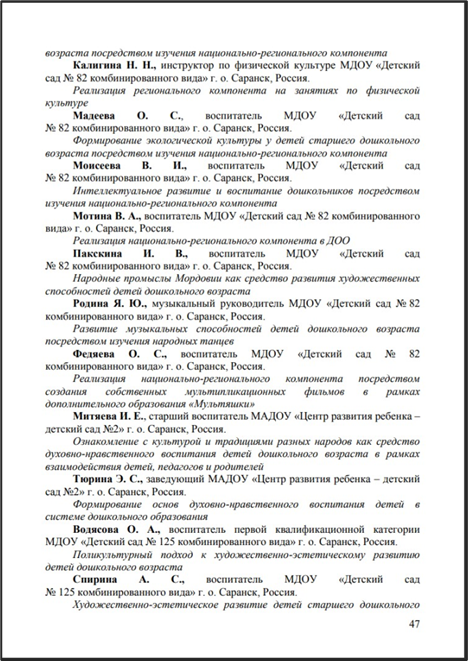 возраста посредством изучения национально-регионального компонента
Калигина Н. Н., инструктор по физической культуре МДОУ «Детский
сад № 82 комбинированного вида» г. о. Саранск, Россия.
Реализация регионального компонента на занятиях по физической
культуре
Мадеева О. С., воспитатель МДОУ «Детский сад
№ 82 комбинированного вида» г. о. Саранск, Россия.
Формирование экологической культуры у детей старшего дошкольного
возраста посредством изучения национально-регионального компонента
Моисеева В. И., воспитатель МДОУ «Детский сад
№ 82 комбинированного вида» г. о. Саранск, Россия.
Интеллектуальное развитие и воспитание дошкольников посредством
изучения национально-регионального компонента
Мотина В. А., воспитатель МДОУ «Детский сад № 82 комбинированного
вида» г. о. Саранск, Россия.
Реализация национально-регионального компонента в ДОО
Пакскина И. В., воспитатель МДОУ «Детский сад
№ 82 комбинированного вида» г. о. Саранск, Россия.
Народные промыслы Мордовии как средство развития художественных
способностей детей дошкольного возраста
Родина Я. Ю., музыкальный руководитель МДОУ «Детский сад № 82
комбинированного вида» г. о. Саранск, Россия.
Развитие музыкальных способностей детей дошкольного возраста
посредством изучения народных танцев
Федяева О. С., воспитатель МДОУ «Детский сад № 82
комбинированного вида» г. о. Саранск, Россия.
Реализация национально-регионального компонента посредством
создания собственных мультипликационных фильмов в рамках
дополнительного образования «Мультяшки»
Митяева И. Е., старший воспитатель МАДОУ «Центр развития ребенка –
детский сад №2» г. о. Саранск, Россия.
Ознакомление с культурой и традициями разных народов как средство
духовно-нравственного воспитания детей дошкольного возраста в рамках
взаимодействия детей, педагогов и родителей
Тюрина Э. С., заведующий МАДОУ «Центр развития ребенка – детский
сад №2» г. о. Саранск, Россия.
Формирование основ духовно-нравственного воспитания детей в
системе дошкольного образования
Водясова О. А., воспитатель первой квалификационной категории
МДОУ «Детский сад № 125 комбинированного вида» г. о. Саранск, Россия.
Поликультурный подход к художественно-эстетическому развитию
детей дошкольного возраста
Спирина А. С., воспитатель МДОУ «Детский сад
№ 125 комбинированного вида» г. о. Саранск, Россия.
Художественно-эстетическое развитие детей старшего дошкольного
47